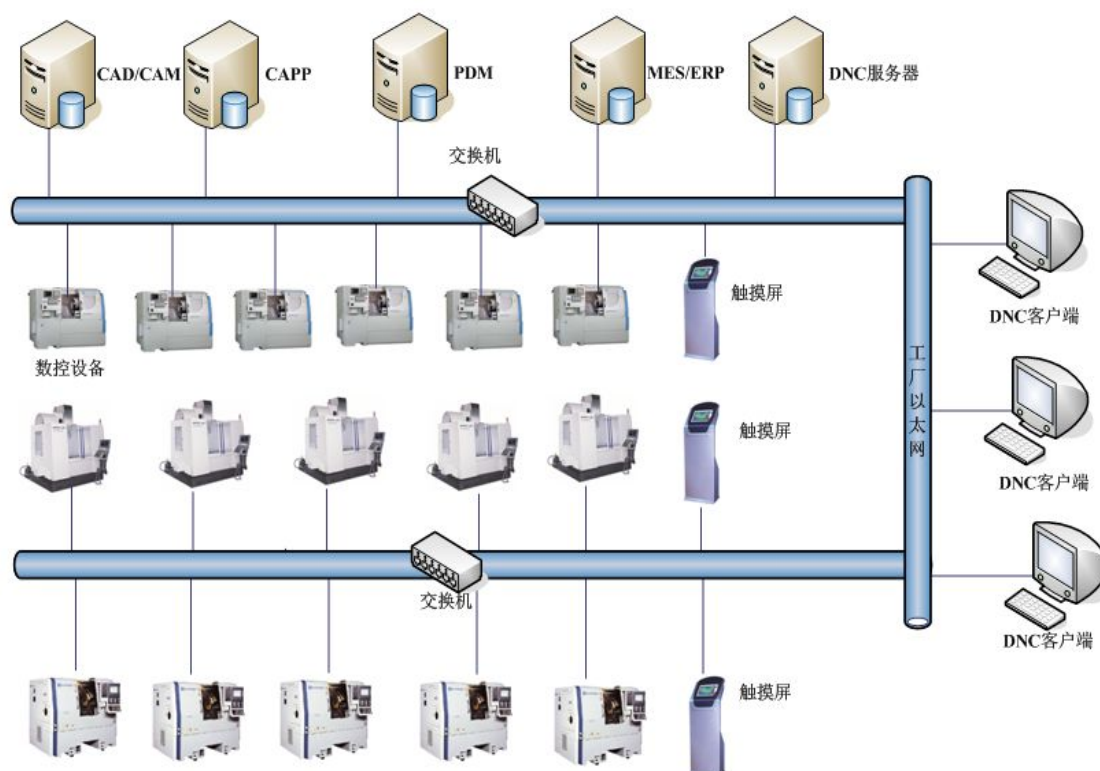 CAD/CAM
CAPP
PDM
MES/ERP
DNC服务器
交换机
触摸屏
DNC客户端
数控设备
工厂以太网
触摸屏
DNC客户端
交换机
DNC客户端
触摸屏